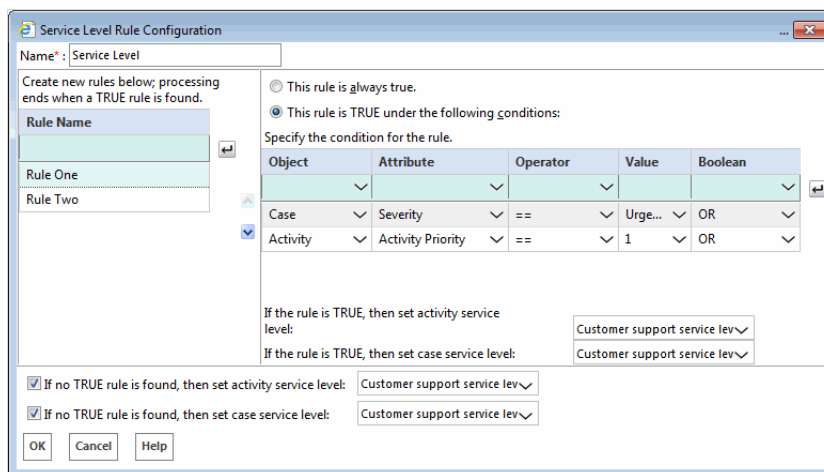 Service Level Rule Configuration
...
Name* : Service Level
Create new rules below; processing
ends when a TRUE rule is found.
Rule Name
Rule One
Rule Two
This rule is always true.
This rule is TRUE under the following conditions:
Specify the condition for the rule.
Object Attribute Operator Value Boolean
Case Severity == Urge... OR
Activity Activity Priority == 1 OR
If the rule is TRUE, then set activity service
level: Customer support service lev
If the rule is TRUE, then set case service level: Customer support service lev
If no TRUE rule is found, then set activity service level: Customer support service lev
If no TRUE rule is found, then set case service level: Customer support service lev
OK Cancel Help